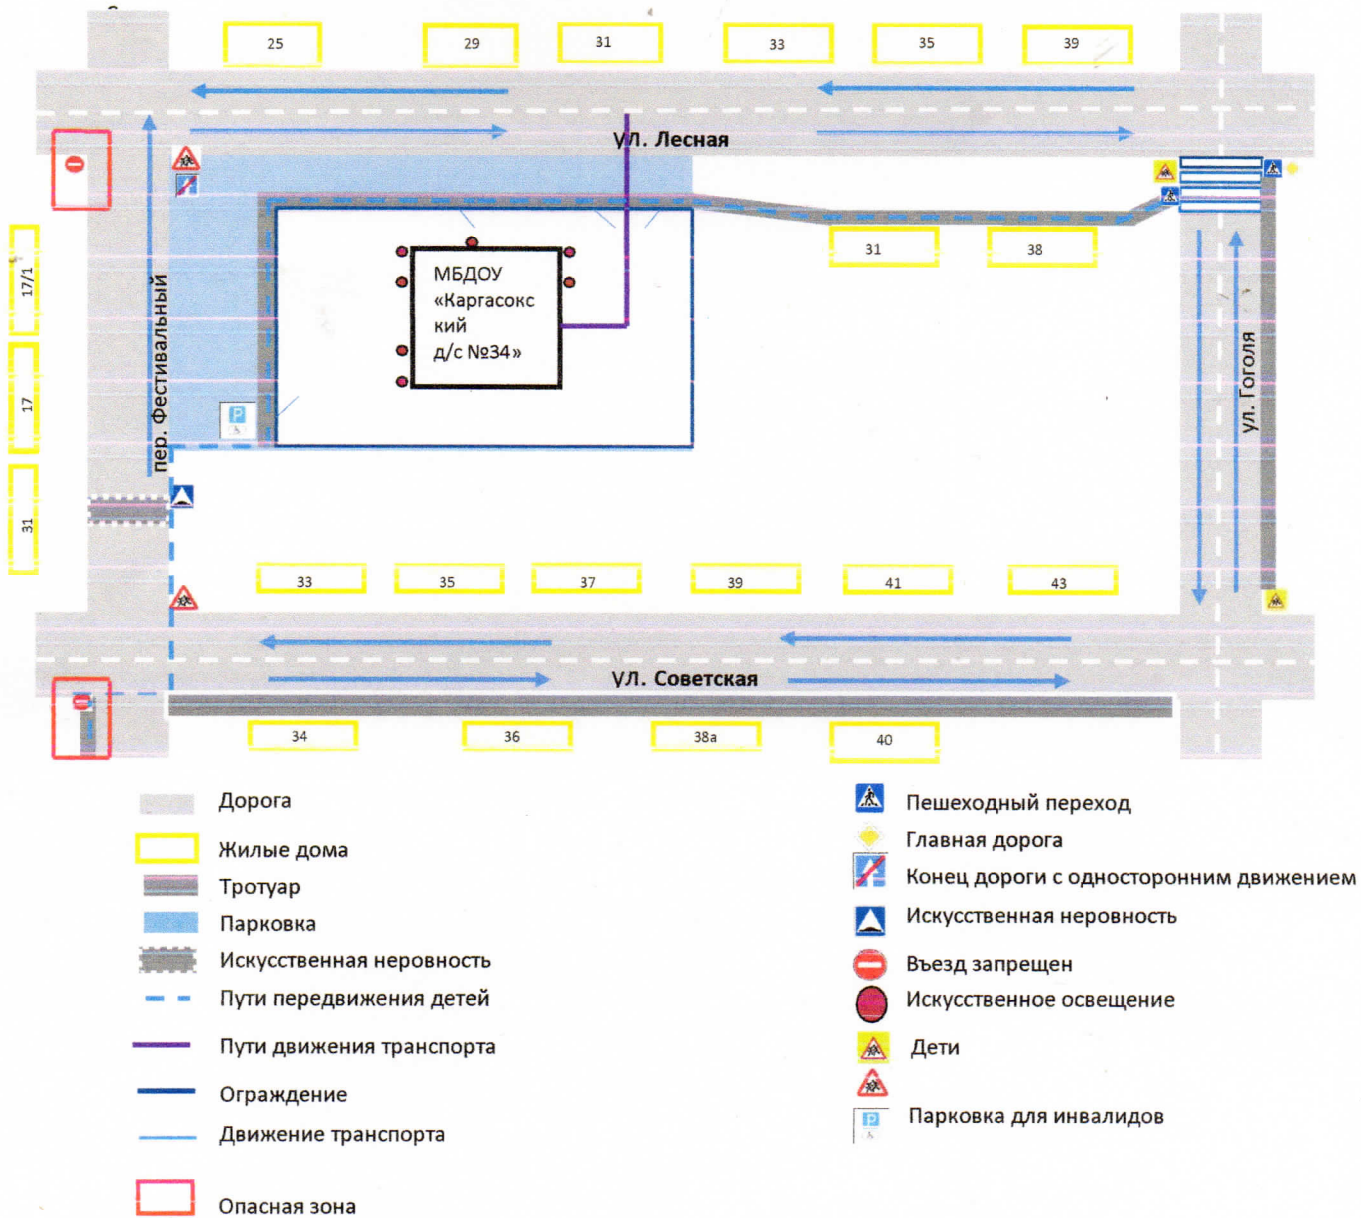 25
29
31
33
35
39
ул. Лесная
17/1
17
31
пер. Фестивальный
МБДОУ
«Каргасокс
кий
д/с №34»
31
38
ул. Гоголя
P
33
35
37
39
41
43
ул. Советская
34
36
38а
40
Дорога
Жилые дома
Тротуар
Парковка
Искусственная неровность
Пути передвижения детей
Пути движения транспорта
Ограждение
Движение транспорта
Опасная зона
Пешеходный переход
Главная дорога
Конец дороги с односторонним движением
Искусственная неровность
Въезд запрещен
Искусственное освещение
Дети
P
Парковка для инвалидов